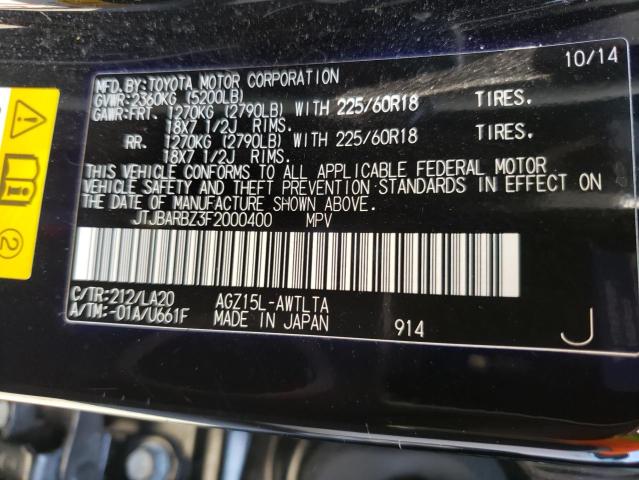 10/14
MFD.BY:TOYOTA MOTOR CORPORATION
GVWR:2360KG (5200LB)
GAWR:FRT. 1270KG (2790LB) WITH 225/60R18 TIRES.
18X7 1/2J RIMS.
RR. 1270KG (2790LB) WITH 225/60R18 TIRES.
18X7 1/2J RIMS.
THIS VEHICLE CONFORMS TO ALL APPLICABLE FEDERAL MOTOR
VEHICLE SAFETY AND THEFT PREVENTION STANDARDS IN EFFECT ON
THE DATE OF MANUFACTURE SHOWN ABOVE.
JTJBARBZ3F2000400 MPV
C/TR:212/LA20 AGZ15L-AWTLTA
A/TM:-01A/U661F MADE IN JAPAN 914 J
2